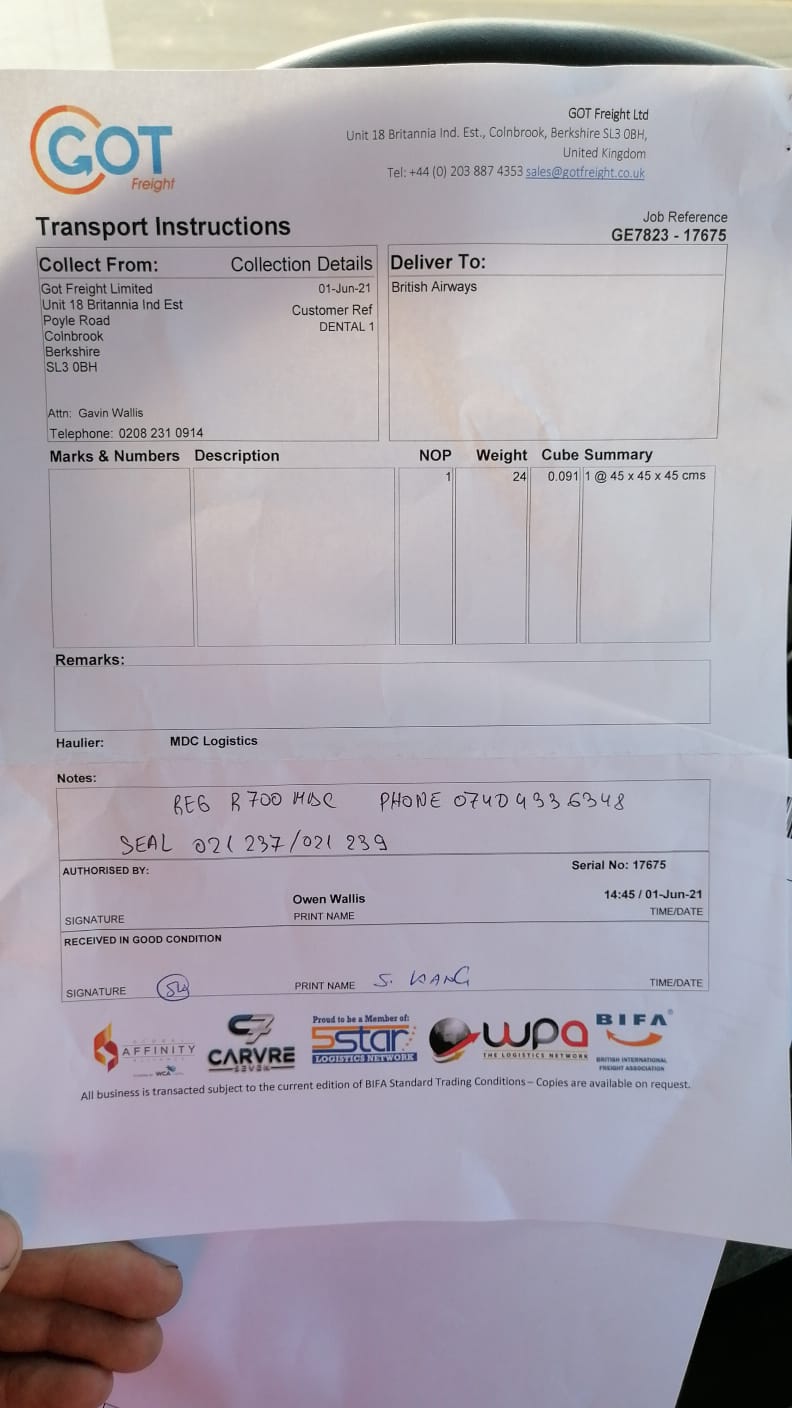 GOT
Freight
GOT Freight Ltd
Unit 18 Britannia Ind. Est., Colnbrook, Berkshire SL3 0BH,
United Kingdom
Tel: +44 (0) 203 887 4353 sales@gotfreight.co.uk
Transport Instructions
Job Reference
GE7823 - 17675
Collect From: Collection Details
Got Freight Limited 01-Jun-21
Unit 18 Britannia Ind Est
Poyle Road
Colnbrook
Berkshire
SL3 0BH
Customer Ref
DENTAL 1
Attn: Gavin Wallis
Telephone: 0208 231 0914
Deliver To:
British Airways
Marks & Numbers Description NOP Weight Cube Summary
1 24 0.091 1 @ 45 x 45 x 45 cms
Remarks:
Haulier: MDC Logistics
Notes:
REG R700 MDC PHONE 07404336348
SEAL 021 237/021 239
AUTHORISED BY: Serial No: 17675
Owen Wallis 14:45 / 01-Jun-21
SIGNATURE PRINT NAME TIME/DATE
RECEIVED IN GOOD CONDITION
SIGNATURE PRINT NAME S. TIME/DATE
AFFINITY
WCA
C7
CARVRE
SEVEN
Proud to be a Member of:
5star
LOGISTICS NETWORK
wpa
THE LOGISTICS NETWORK
BIFA®
BRITISH INTERNATIONAL
FREIGHT ASSOCIATION
All business is transacted subject to the current edition of BIFA Standard Trading Conditions – Copies are available on request.